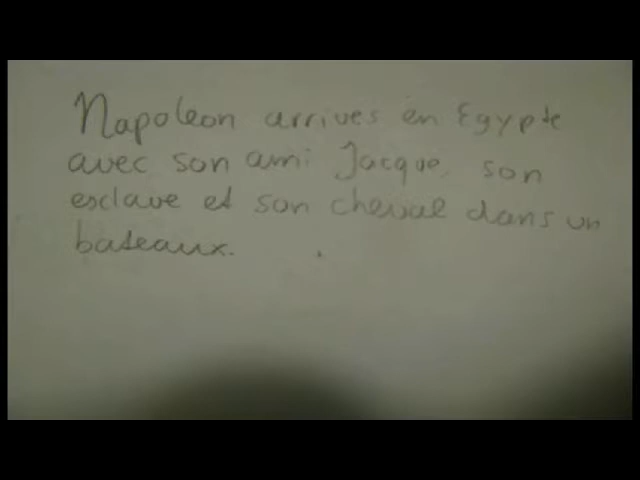 Napoleon arrives en Egypte
avec son ami Jacque, son
esclave et son cheval dans un
bateaux.